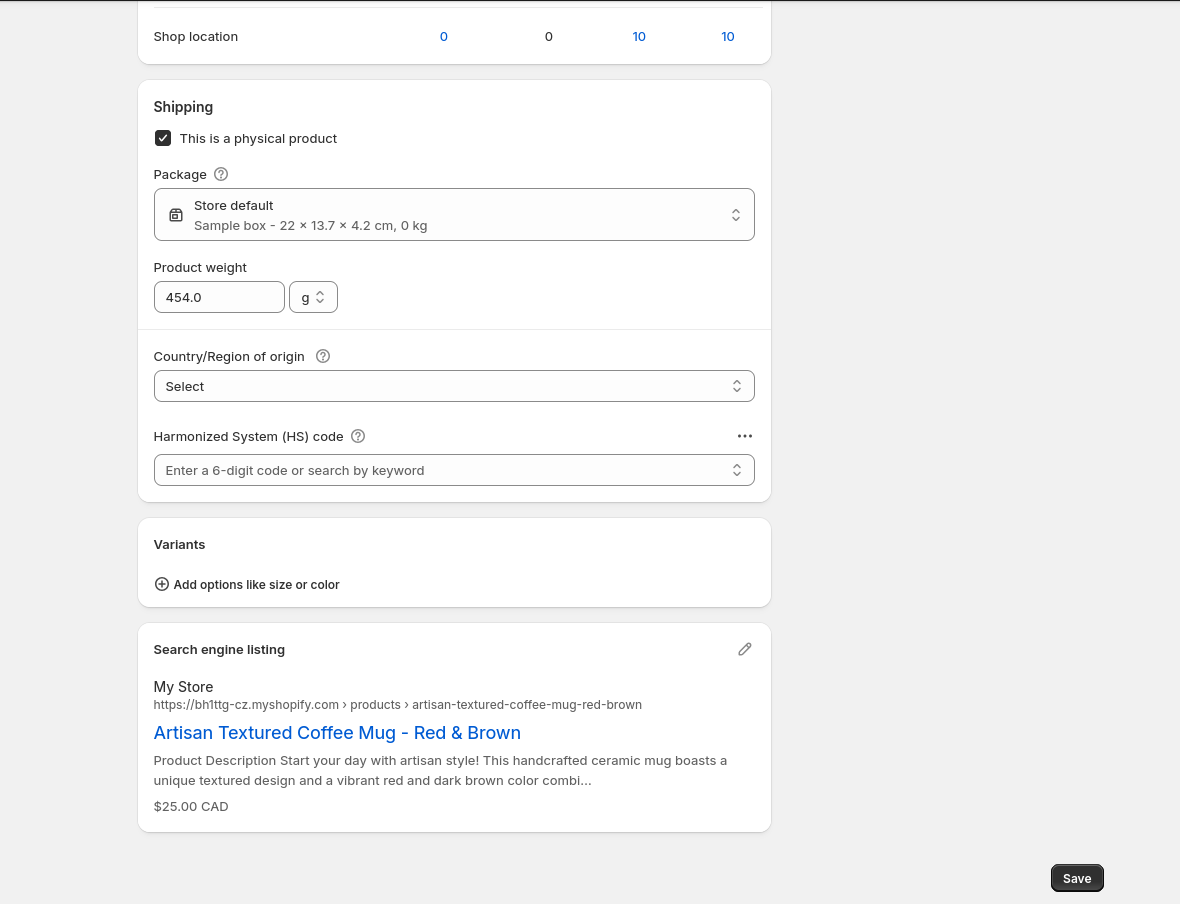 Shop location 0 0 10 10
Shipping
This is a physical product
Package
Store default
Sample box - 22 × 13.7 × 4.2 cm, 0 kg
Product weight
454.0 g
Country/Region of origin
Select
Harmonized System (HS) code
Enter a 6-digit code or search by keyword
Variants
Add options like size or color
Search engine listing
My Store
https://bh1ttg-cz.myshopify.com › products › artisan-textured-coffee-mug-red-brown
Artisan Textured Coffee Mug - Red & Brown
Product Description Start your day with artisan style! This handcrafted ceramic mug boasts a
unique textured design and a vibrant red and dark brown color combi...
$25.00 CAD
Save